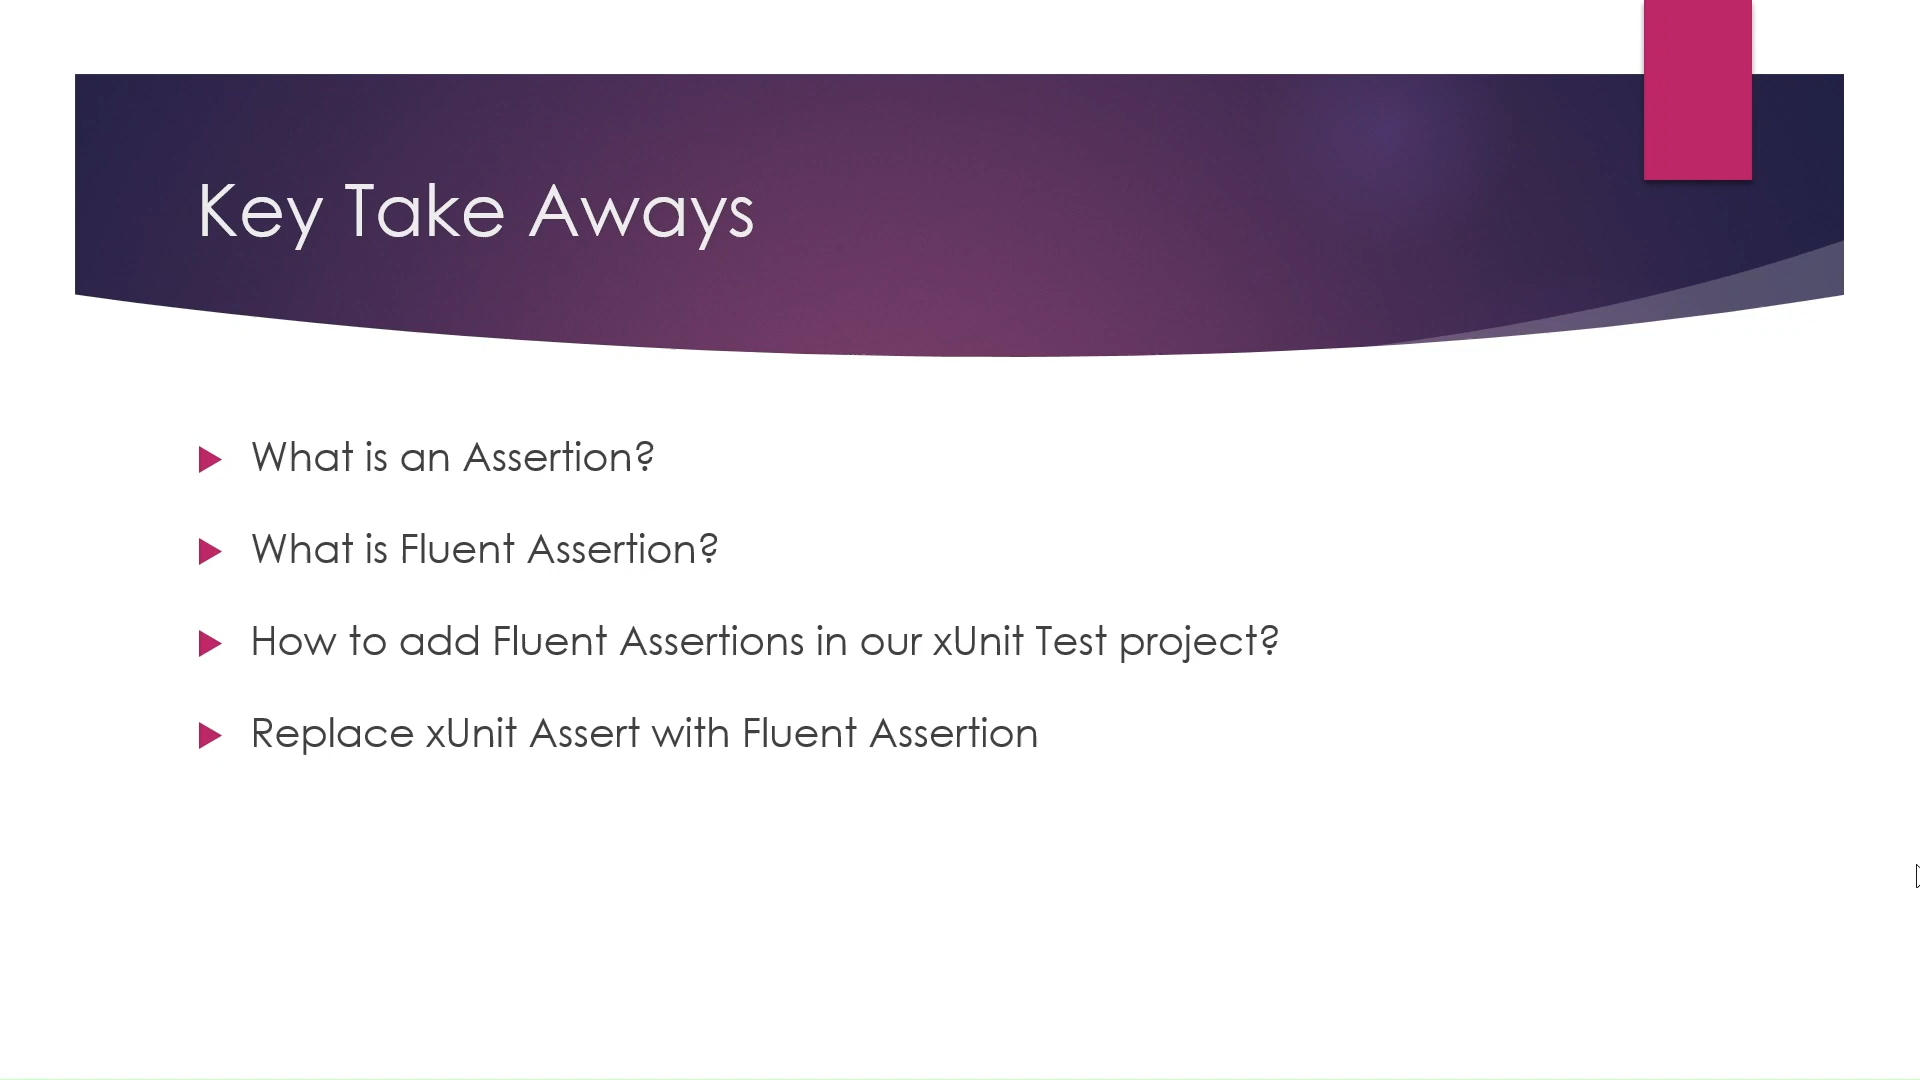 Key Take Aways
What is an Assertion?
What is Fluent Assertion?
How to add Fluent Assertions in our xUnit Test project?
Replace xUnit Assert with Fluent Assertion